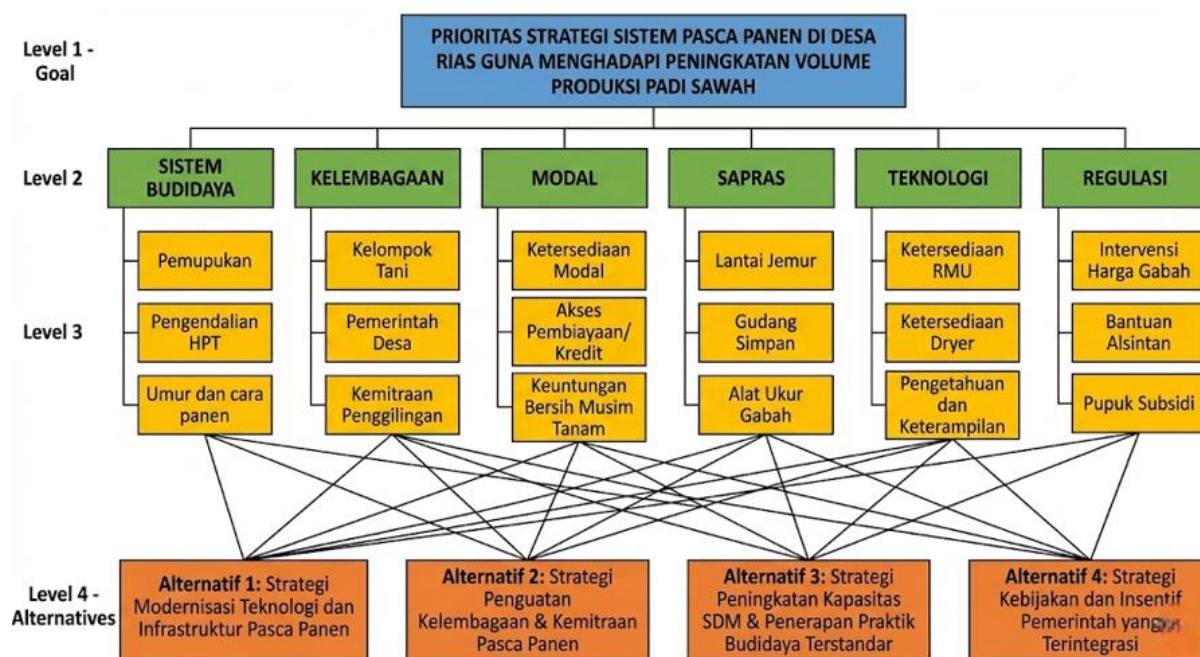 Level 1 -
Goal
PRIORITAS STRATEGI SISTEM PASCA PANEN DI DESA
RIAS GUNA MENGHADAPI PENINGKATAN VOLUME
PRODUKSI PADI SAWAH
Level 2
SISTEM
BUDIDAYA
KELEMBAGAAN
MODAL
SAPRAS
TEKNOLOGI
REGULASI
Level 3
Pemupukan
Pengendalian
HPT
Umur dan cara
panen
Kelompok
Tani
Pemerintah
Desa
Kemitraan
Penggilingan
Ketersediaan
Modal
Akses
Pembiayaan/
Kredit
Keuntungan
Bersih Musim
Tanam
Lantai Jemur
Gudang
Simpan
Alat Ukur
Gabah
Ketersediaan
RMU
Ketersediaan
Dryer
Pengetahuan
dan
Keterampilan
Intervensi
Harga Gabah
Bantuan
Alsintan
Pupuk Subsidi
Level 4 -
Alternatives
Alternatif 1: Strategi
Modernisasi Teknologi dan
Infrastruktur Pasca Panen
Alternatif 2: Strategi
Penguatan
Kelembagaan & Kemitraan
Pasca Panen
Alternatif 3: Strategi
Peningkatan Kapasitas
SDM & Penerapan Praktik
Budidaya Terstandar
Alternatif 4: Strategi
Kebijakan dan Insentif
Pemerintah yang
Terintegrasi